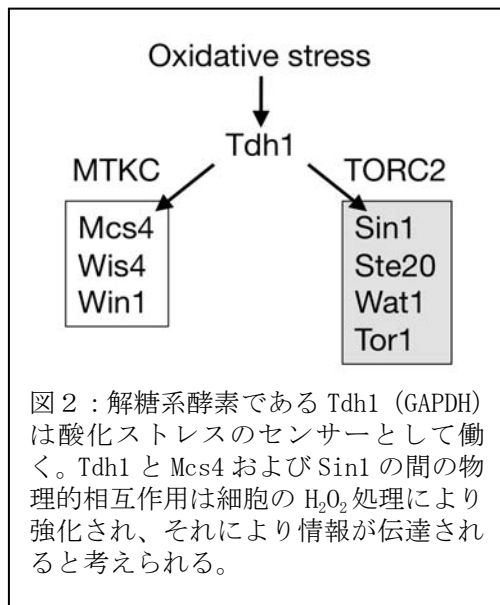 Oxidative stress
Tdh1
MTKC TORC2
Mcs4
Wis4
Win1
Sin1
Ste20
Wat1
Tor1
図２：解糖系酵素である Tdh1 (GAPDH)
は酸化ストレスのセンサーとして働
く。Tdh1 と Mcs4 および Sin1 の間の物
理的相互作用は細胞の H₂O₂ 処理により
強化され、それにより情報が伝達され
ると考えられる。